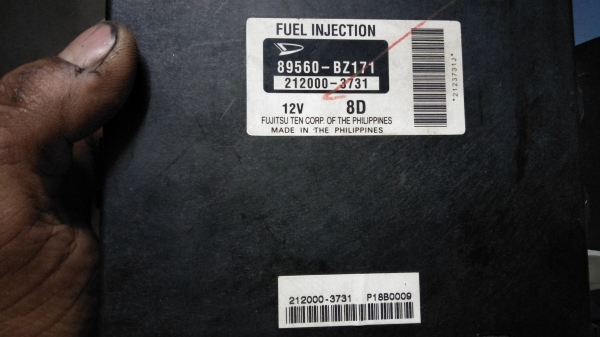 FUEL INJECTION
89560-BZ171
212000-3731
12V 8D
FUJITSU TEN CORP. OF THE PHILIPPINES
MADE IN THE PHILIPPINES
*21237312*
212000-3731 P18B0009